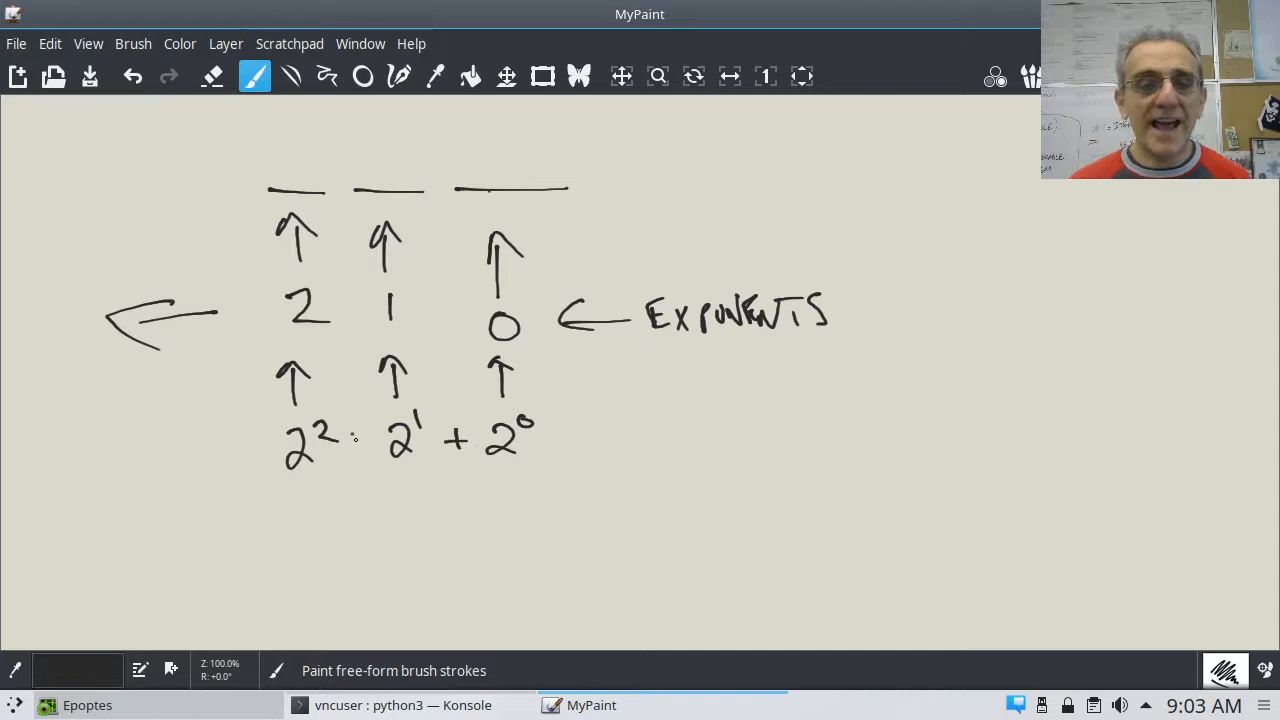 MyPaint
File Edit View Brush Color Layer Scratchpad Window Help
2 1 0 EXPONENTS
2² : 2¹ + 2⁰
Z: 100.0%
R: +0.0°
Paint free-form brush strokes
Epoptes
vncuser : python3 — Konsole
MyPaint
9:03 AM